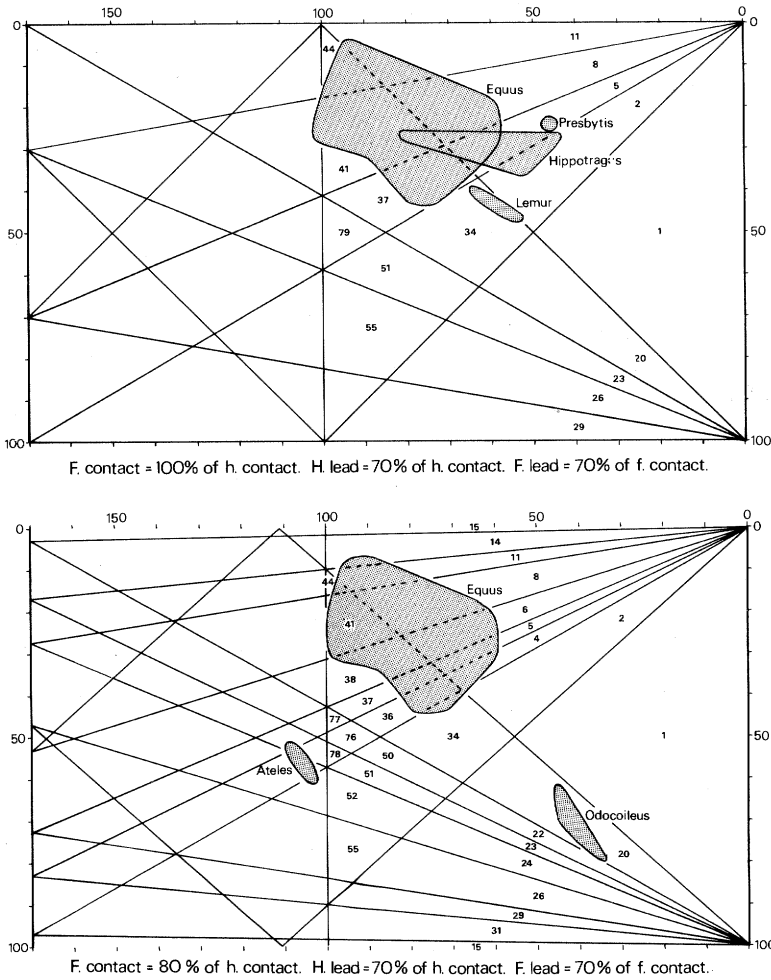 150 100 50 0
0 0
11
44
8
5
Equus
2
Presbytis
Hippotragus
41
37
Lemur
50 79 34 1 50
51
55
20
23
26
29
100 100
F. contact = 100% of h. contact. H. lead = 70% of h. contact. F. lead = 70% of f. contact.
150 100 50 0
0 15 0
14
11
44 8
Equus
6
41 5 2
4
38
37
77 36
50 76 34 1 50
78 50
Ateles 51
52
Odocoileus
22
55 23 20
24
26
29
31
100 15 100
F. contact = 80% of h. contact. H. lead = 70% of h. contact. F. lead = 70% of f. contact.